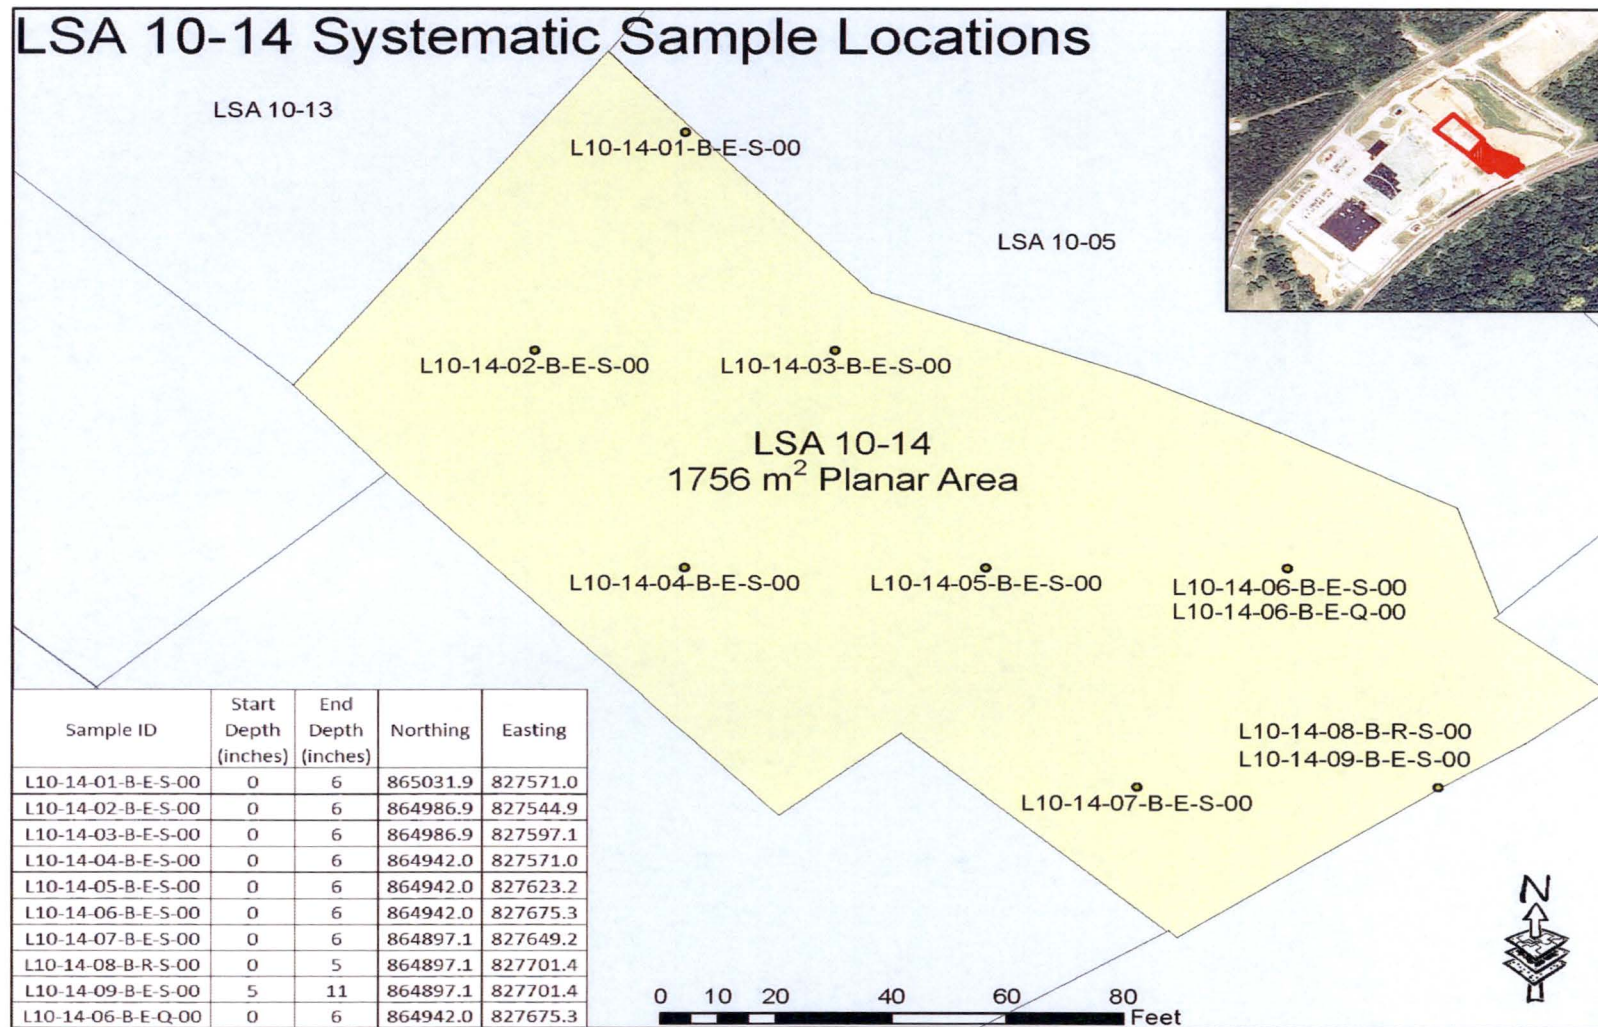 LSA 10-14 Systematic Sample Locations
LSA 10-13
L10-14-01-B-E-S-00
LSA 10-05
L10-14-02-B-E-S-00
L10-14-03-B-E-S-00
LSA 10-14
1756 m² Planar Area
L10-14-04-B-E-S-00
L10-14-05-B-E-S-00
L10-14-06-B-E-S-00
L10-14-06-B-E-Q-00
L10-14-08-B-R-S-00
L10-14-09-B-E-S-00
L10-14-07-B-E-S-00
Sample ID Start Depth (inches) End Depth (inches) Northing Easting
L10-14-01-B-E-S-00 0 6 865031.9 827571.0
L10-14-02-B-E-S-00 0 6 864986.9 827544.9
L10-14-03-B-E-S-00 0 6 864986.9 827597.1
L10-14-04-B-E-S-00 0 6 864942.0 827571.0
L10-14-05-B-E-S-00 0 6 864942.0 827623.2
L10-14-06-B-E-S-00 0 6 864942.0 827675.3
L10-14-07-B-E-S-00 0 6 864897.1 827649.2
L10-14-08-B-R-S-00 0 5 864897.1 827701.4
L10-14-09-B-E-S-00 5 11 864897.1 827701.4
L10-14-06-B-E-Q-00 0 6 864942.0 827675.3
0 10 20 40 60 80
Feet
N